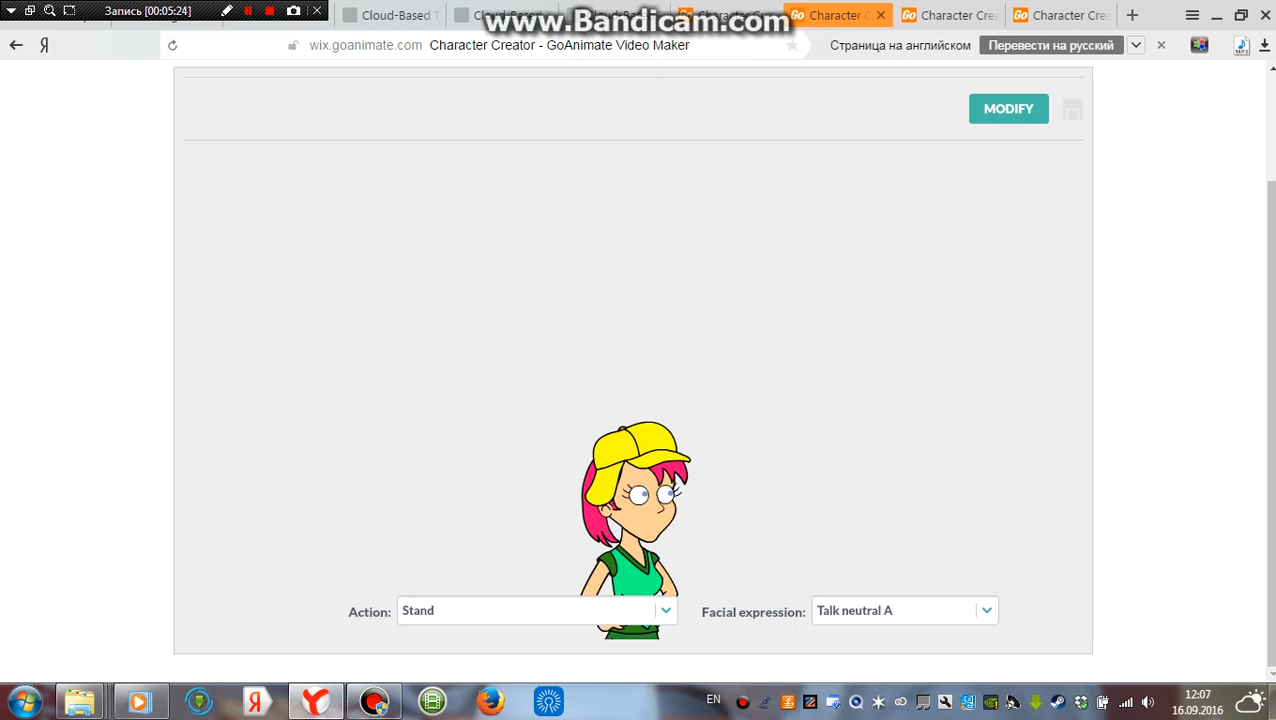 Запись [00:05:24]
Cloud-Based T
www.Bandicam.com
Character C
Character Crea
Character Crea
Я
wix.goanimate.com Character Creator - GoAnimate Video Maker
Страница на английском
Перевести на русский
MODIFY
Action:
Stand
Facial expression:
Talk neutral A
EN
12:07
16.09.2016